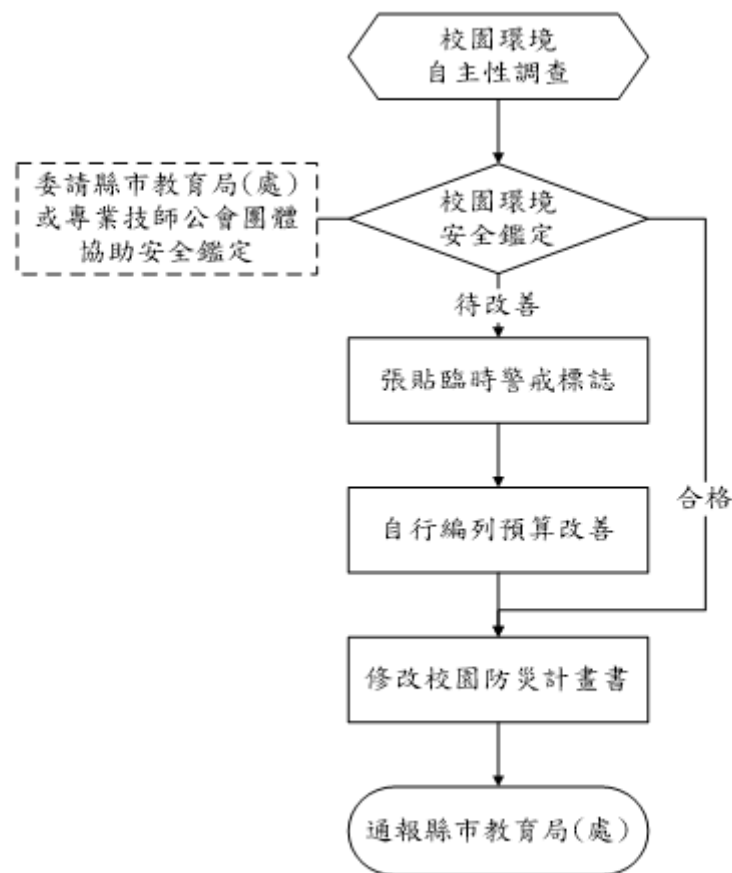 校園環境
自主性調查
委請縣市教育局(處)
或專業技師公會團體
協助安全鑑定
校園環境
安全鑑定
待改善
張貼臨時警戒標誌
合格
自行編列預算改善
修改校園防災計畫書
通報縣市教育局(處)